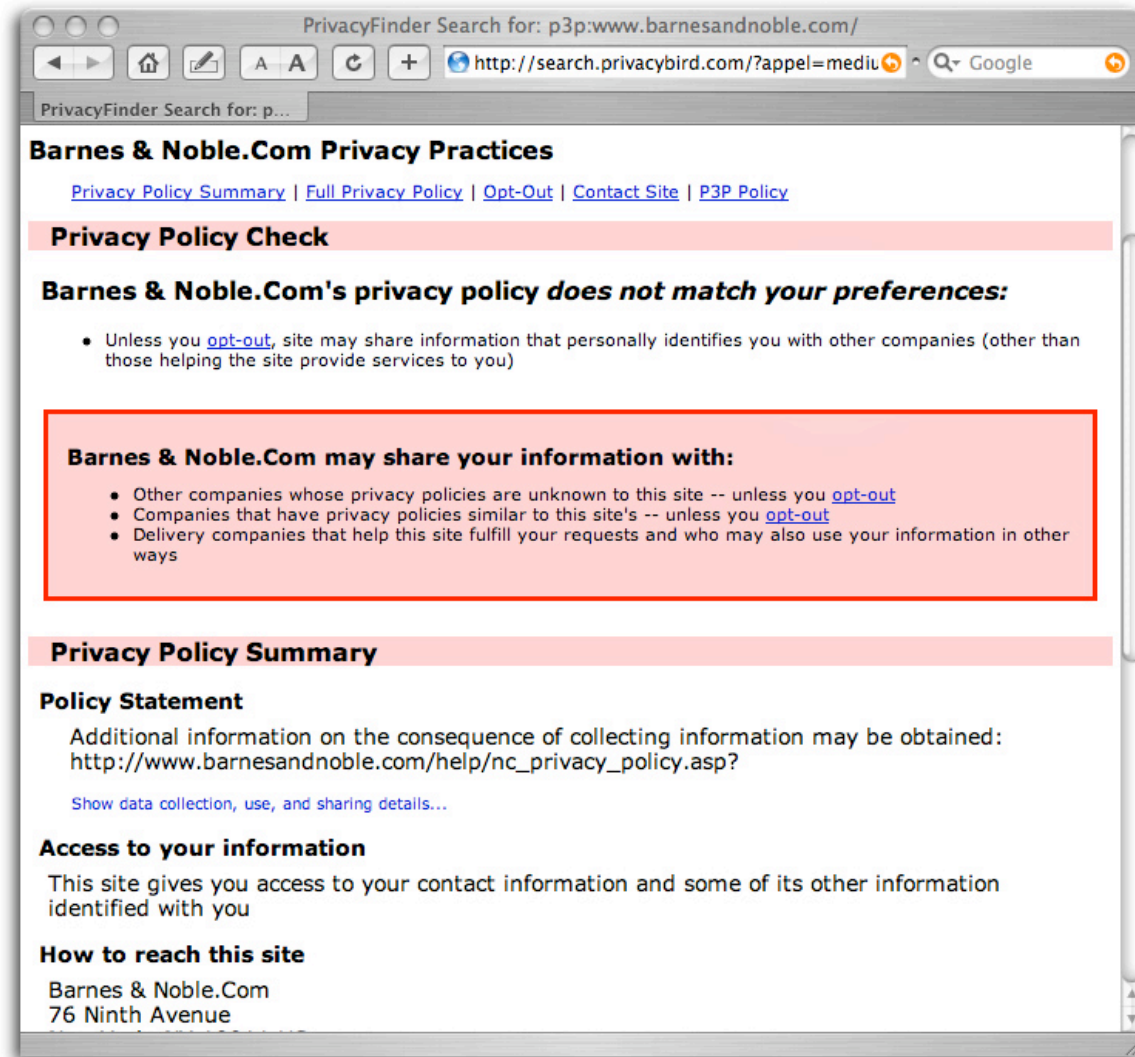 PrivacyFinder Search for: p3p:www.barnesandnoble.com/
A A
http://search.privacybird.com/?appel=mediu
Google
PrivacyFinder Search for: p...
Barnes & Noble.Com Privacy Practices
Privacy Policy Summary | Full Privacy Policy | Opt-Out | Contact Site | P3P Policy
Privacy Policy Check
Barnes & Noble.Com's privacy policy does not match your preferences:
• Unless you opt-out, site may share information that personally identifies you with other companies (other than
those helping the site provide services to you)
Barnes & Noble.Com may share your information with:
• Other companies whose privacy policies are unknown to this site -- unless you opt-out
• Companies that have privacy policies similar to this site's -- unless you opt-out
• Delivery companies that help this site fulfill your requests and who may also use your information in other
ways
Privacy Policy Summary
Policy Statement
Additional information on the consequence of collecting information may be obtained:
http://www.barnesandnoble.com/help/nc_privacy_policy.asp?
Show data collection, use, and sharing details...
Access to your information
This site gives you access to your contact information and some of its other information
identified with you
How to reach this site
Barnes & Noble.Com
76 Ninth Avenue